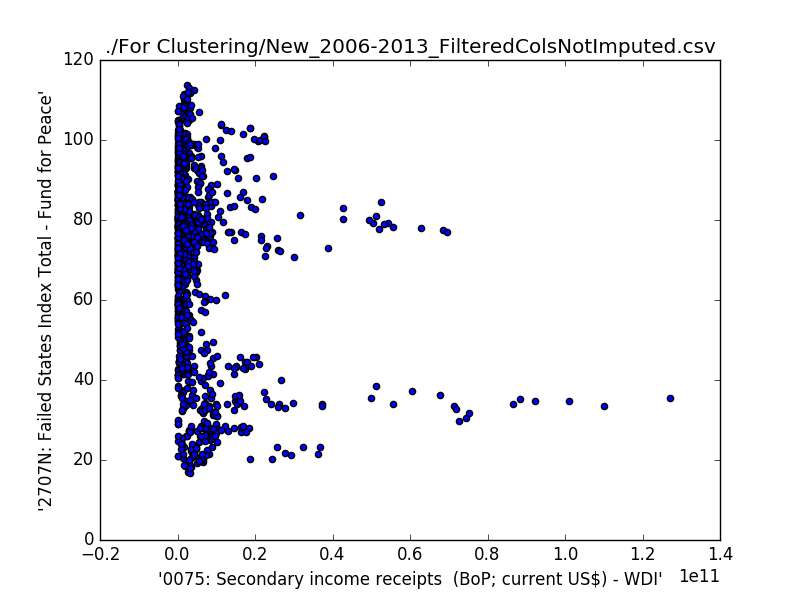 ./For Clustering/New_2006-2013_FilteredColsNotImputed.csv
'2707N: Failed States Index Total - Fund for Peace'
120
100
80
60
40
20
0
−0.2 0.0 0.2 0.4 0.6 0.8 1.0 1.2 1.4
1e11
'0075: Secondary income receipts  (BoP; current US$) - WDI'